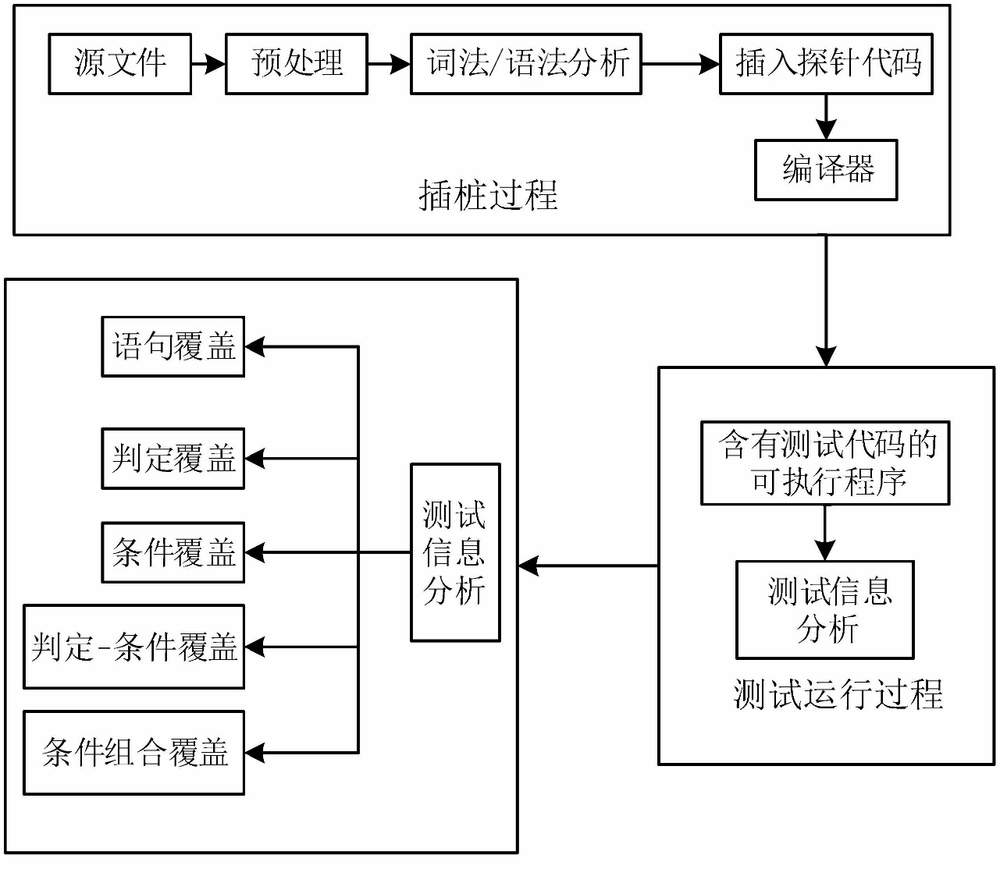 源文件
预处理
词法/语法分析
插入探针代码
编译器
插桩过程
含有测试代码的
可执行程序
测试信息
分析
测试运行过程
测试
信息
分析
语句覆盖
判定覆盖
条件覆盖
判定-条件覆盖
条件组合覆盖